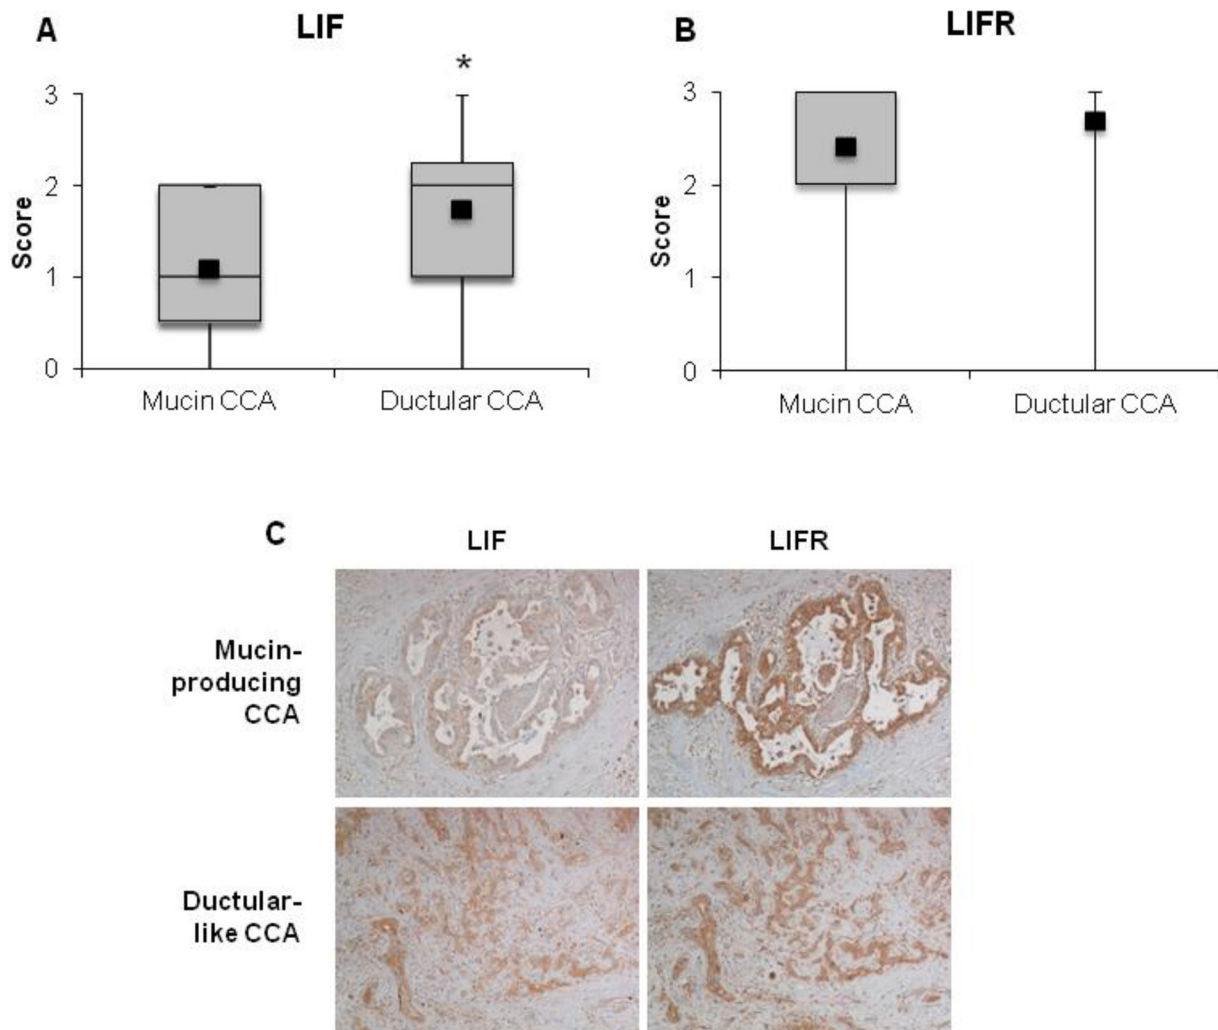 A
LIF
*
Score
3
2
1
0
Mucin CCA
Ductular CCA
B
LIFR
Score
3
2
1
0
Mucin CCA
Ductular CCA
C
LIF
LIFR
Mucin-
producing
CCA
Ductular-
like CCA